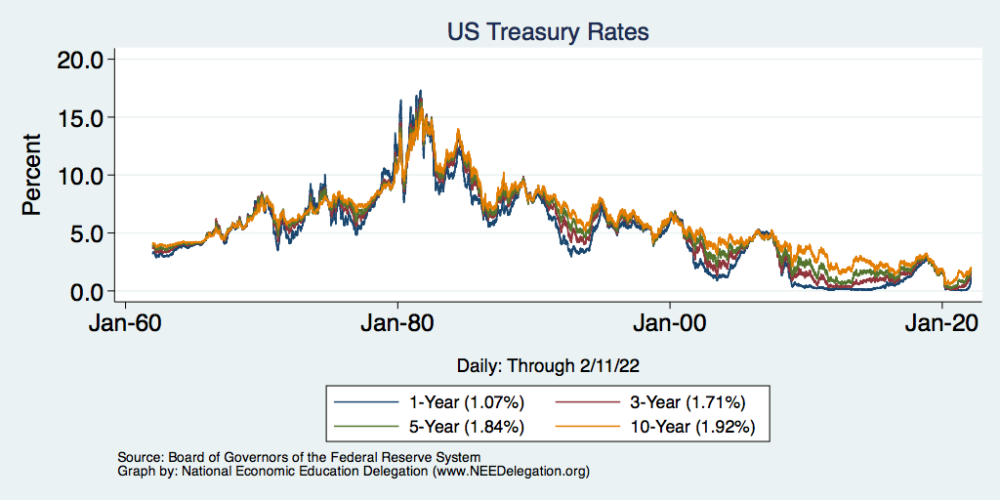 US Treasury Rates
Percent
20.0
15.0
10.0
5.0
0.0
Jan-60 Jan-80 Jan-00 Jan-20
Daily: Through 2/11/22
1-Year (1.07%) 3-Year (1.71%)
5-Year (1.84%) 10-Year (1.92%)
Source: Board of Governors of the Federal Reserve System
Graph by: National Economic Education Delegation (www.NEEDelegation.org)